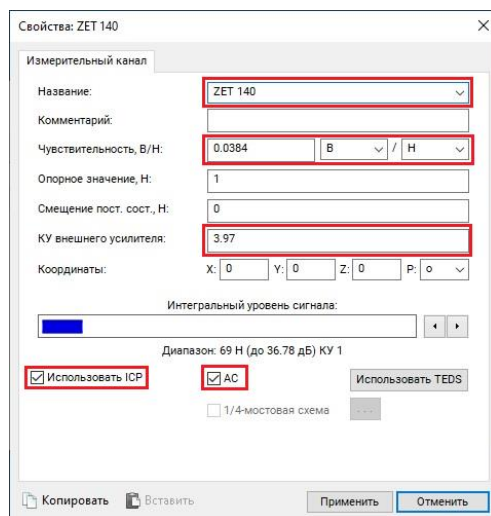 Свойства: ZET 140
Измерительный канал
Название: ZET 140
Комментарий:
Чувствительность, В/Н: 0.0384 В / Н
Опорное значение, Н: 1
Смещение пост. сост., Н: 0
КУ внешнего усилителя: 3.97
Координаты: X: 0 Y: 0 Z: 0 P: о
Интегральный уровень сигнала:
Диапазон: 69 Н (до 36.78 дБ) КУ 1
Использовать ICP АС Использовать TEDS
1/4-мостовая схема ...
Копировать Вставить Применить Отменить